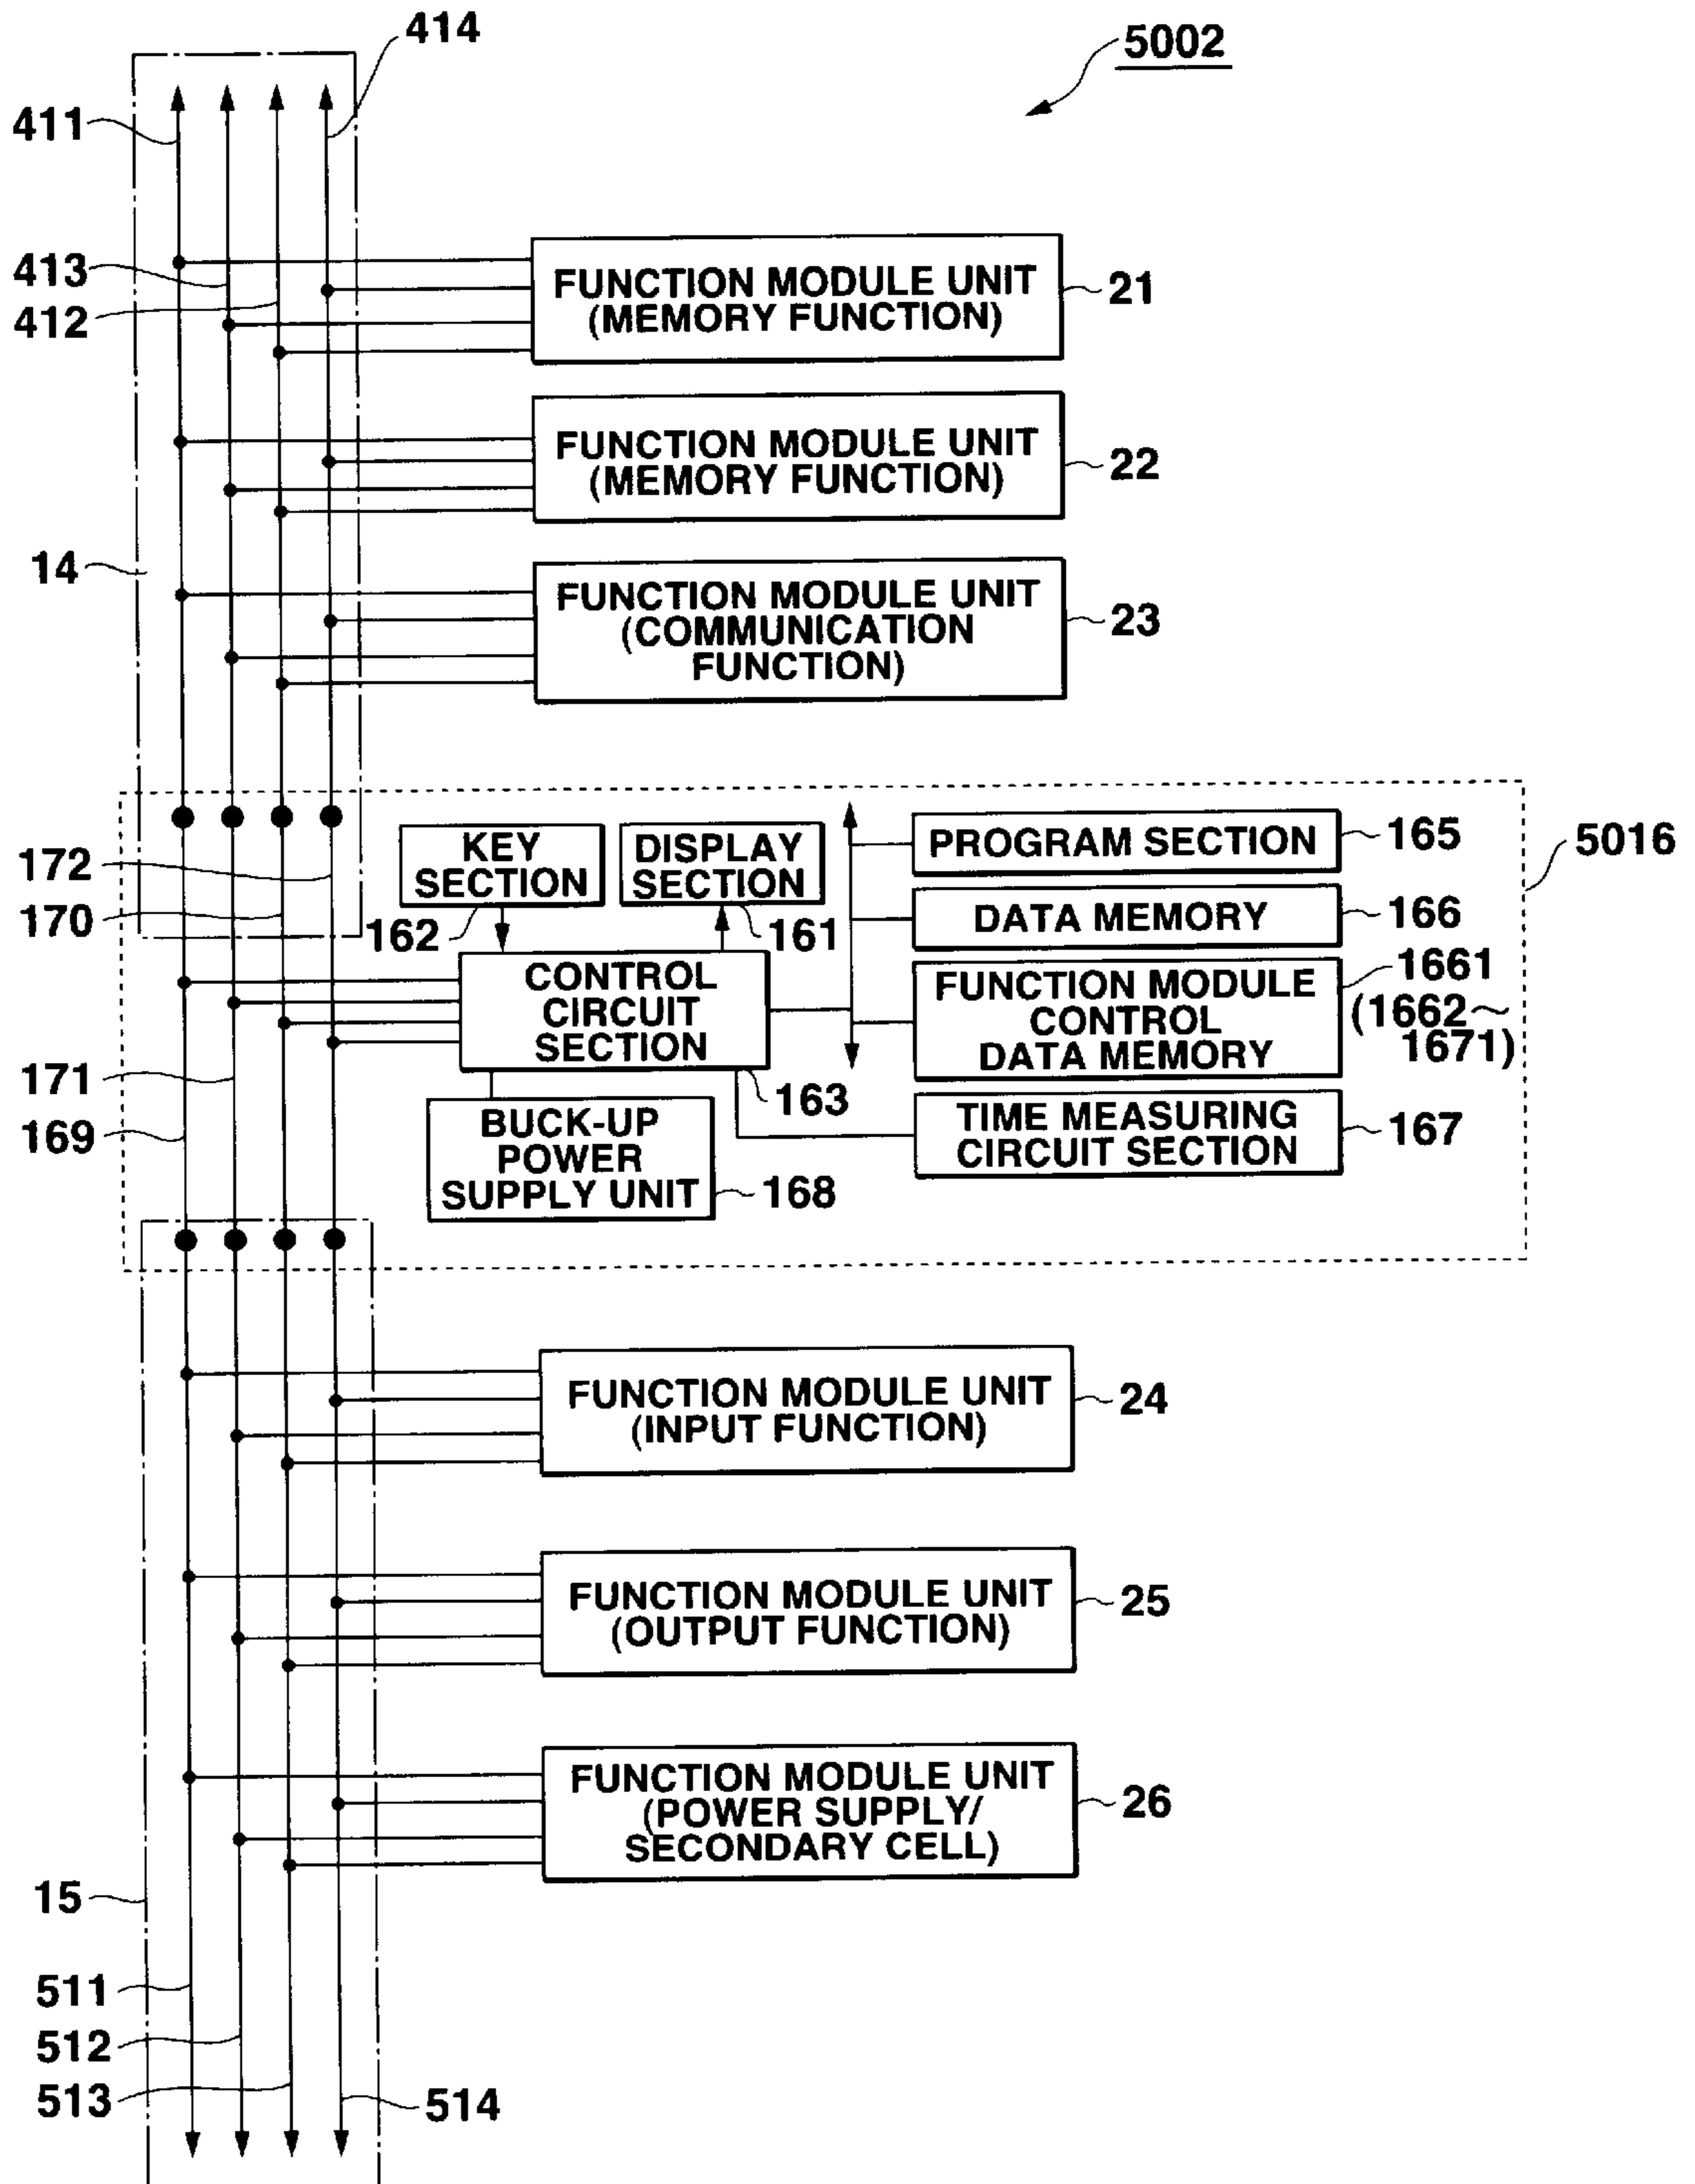 414
5002
411
413
412
FUNCTION MODULE UNIT
(MEMORY FUNCTION)
21
FUNCTION MODULE UNIT
(MEMORY FUNCTION)
22
14
FUNCTION MODULE UNIT
(COMMUNICATION
FUNCTION)
23
172
170
KEY
SECTION
162
DISPLAY
SECTION
161
PROGRAM SECTION
165
5016
DATA MEMORY
166
CONTROL
CIRCUIT
SECTION
163
FUNCTION MODULE
CONTROL
DATA MEMORY
1661
(1662~
1671)
171
169
BUCK-UP
POWER
SUPPLY UNIT
168
TIME MEASURING
CIRCUIT SECTION
167
FUNCTION MODULE UNIT
(INPUT FUNCTION)
24
FUNCTION MODULE UNIT
(OUTPUT FUNCTION)
25
FUNCTION MODULE UNIT
(POWER SUPPLY/
SECONDARY CELL)
26
15
511
512
513
514